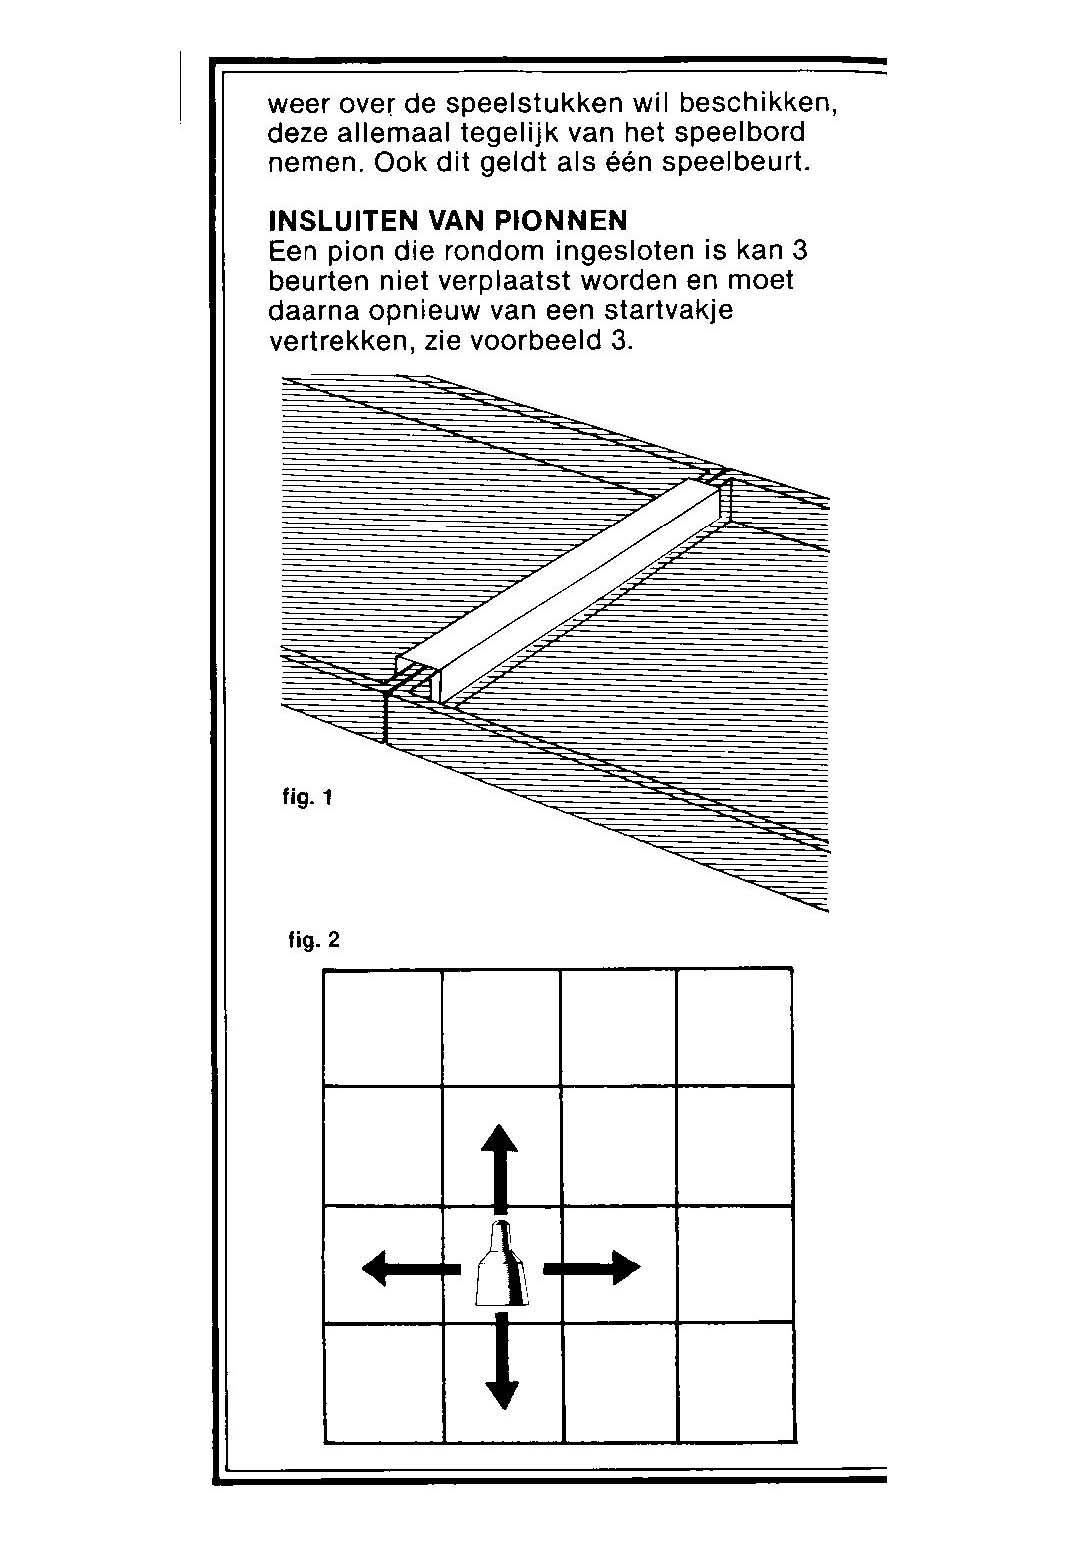 weer over de speelstukken wil beschikken,
deze allemaal tegelijk van het speelbord
nemen. Ook dit geldt als één speelbeurt.
INSLUITEN VAN PIONNEN
Een pion die rondom ingesloten is kan 3
beurten niet verplaatst worden en moet
daarna opnieuw van een startvakje
vertrekken, zie voorbeeld 3.
fig. 1
fig. 2